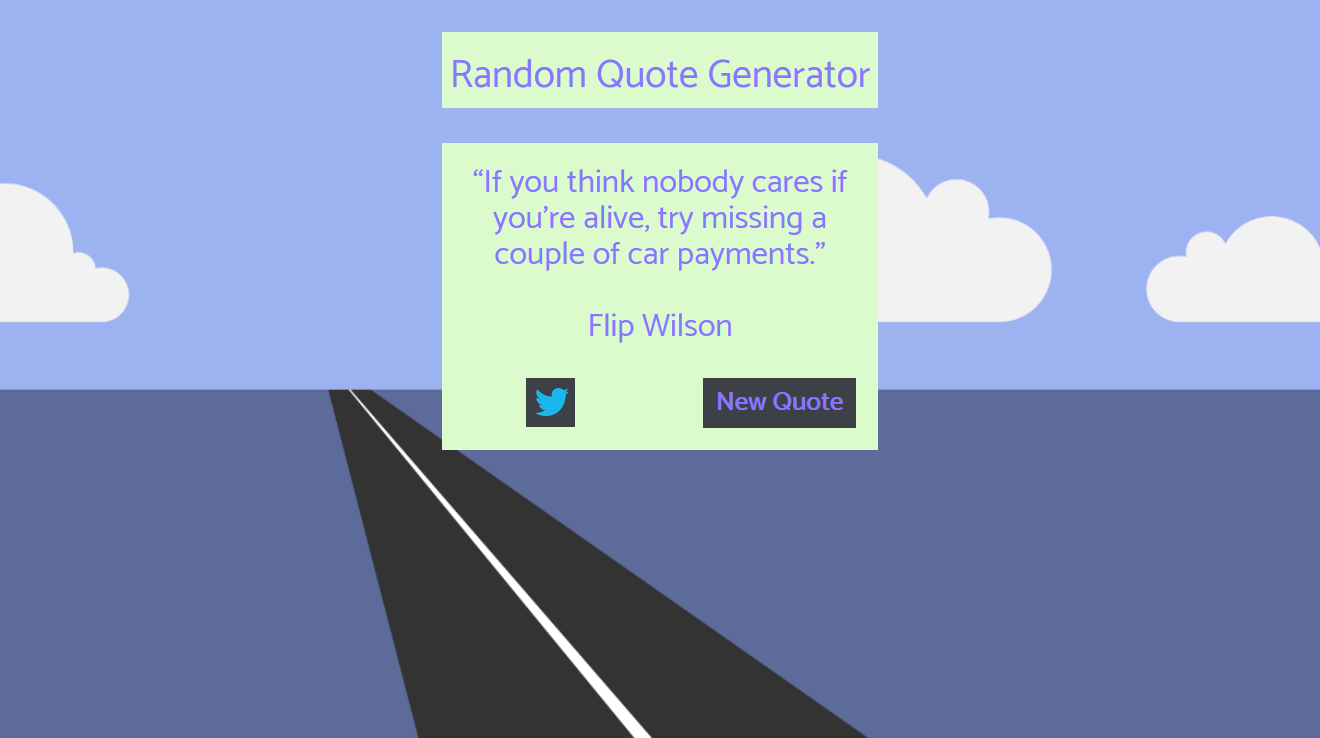 Random Quote Generator
“If you think nobody cares if
you’re alive, try missing a
couple of car payments.”
Flip Wilson
New Quote